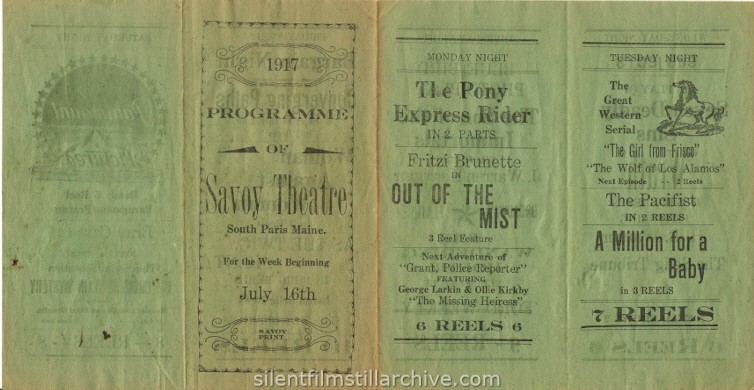 1917
PROGRAMME
OF
Savoy Theatre
South Paris Maine.
For the Week Beginning
July 16th
SAVOY
PRINT
MONDAY NIGHT
The Pony
Express Rider
IN 2 PARTS
Fritzi Brunette
IN
OUT OF THE
MIST
3 Reel Feature
Next Adventure of
"Grant, Police Reporter"
FEATURING
George Larkin & Ollie Kirkby
"The Missing Heiress"
6 REELS 6
TUESDAY NIGHT
The
Great
Western
Serial
"The Girl from Frisco"
"The Wolf of Los Alamos"
Next Episode -- 2 Reels
The Pacifist
IN 2 REELS
A Million for a
Baby
in 3 REELS
7 REELS
silentfilmstillarchive.com